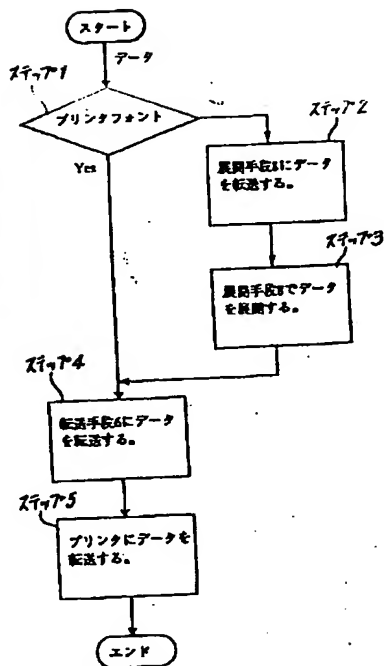 スタート
データ
ステップ1
プリンタフォント
Yes
ステップ2
展開手段8にデータ
を転送する。
ステップ3
展開手段8でデータ
を展開する。
ステップ4
転送手段6にデータ
を転送する。
ステップ5
プリンタにデータを
転送する。
エンド